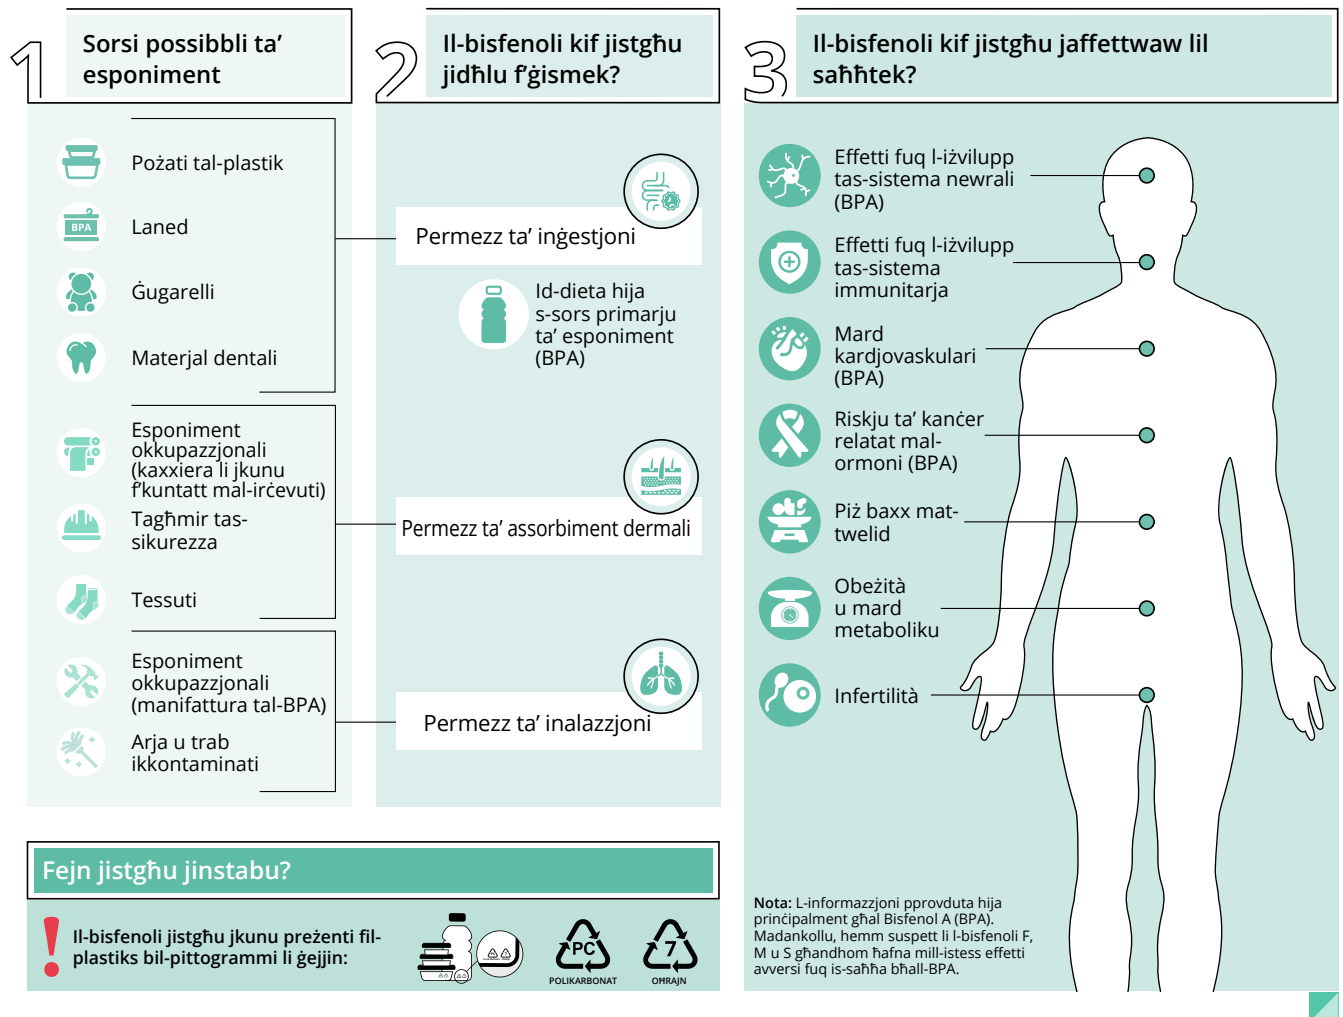 1
Sorsi possibbli ta’
esponiment
Pożati tal-plastik
BPA
Laned
Ġugarelli
Materjal dentali
Esponiment
okkupazzjonali
(kaxxiera li jkunu
f’kuntatt mal-irċevuti)
Tagħmir tas-
sikurezza
Tessuti
Esponiment
okkupazzjonali
(manifattura tal-BPA)
Arja u trab
ikkontaminati
2
Il-bisfenoli kif jistgħu
jidħlu f’ġismek?
Permezz ta’ inġestjoni
Id-dieta hija
s-sors primarju
ta’ esponiment
(BPA)
Permezz ta’ assorbiment dermali
Permezz ta’ inalazzjoni
3
Il-bisfenoli kif jistgħu jaffettwaw lil
saħħtek?
Effetti fuq l-iżvilupp
tas-sistema newrali
(BPA)
Effetti fuq l-iżvilupp
tas-sistema
immunitarja
Mard
kardjovaskulari
(BPA)
Riskju ta’ kanċer
relatat mal-
ormoni (BPA)
Piż baxx mat-
twelid
Obeżità
u mard
metaboliku
Infertilità
Nota: L-informazzjoni pprovduta hija
prinċipalment għal Bisfenol A (BPA).
Madankollu, hemm suspett li l-bisfenoli F,
M u S għandhom ħafna mill-istess effetti
avversi fuq is-saħħa bħall-BPA.
Fejn jistgħu jinstabu?
Il-bisfenoli jistgħu jkunu preżenti fil-
plastiks bil-pittogrammi li ġejjin:
PC
POLIKARBONAT
7
OĦRAJN